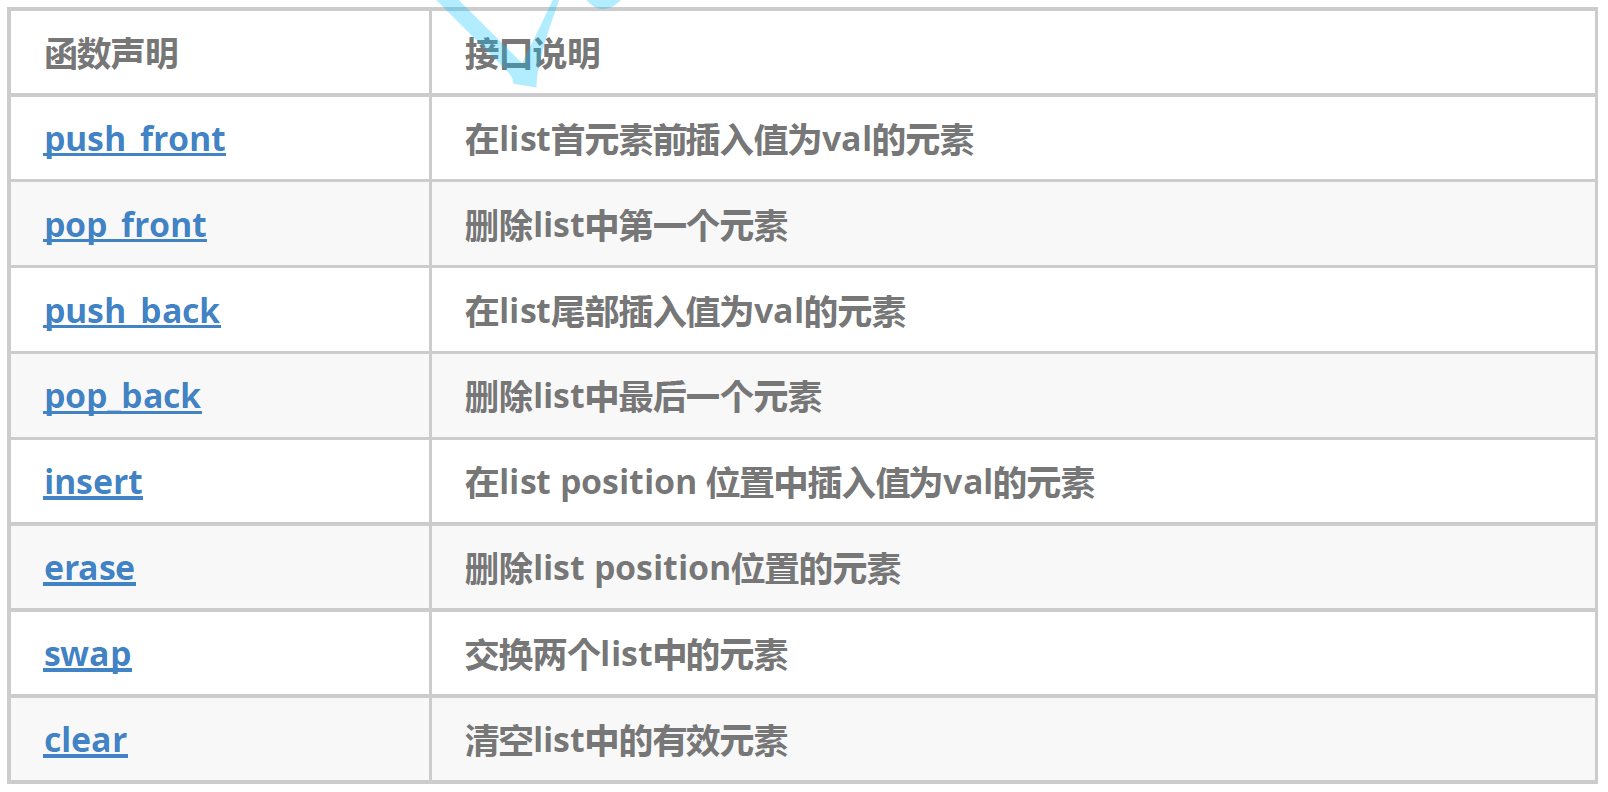 函数声明 接口说明
push_front 在list首元素前插入值为val的元素
pop_front 删除list中第一个元素
push_back 在list尾部插入值为val的元素
pop_back 删除list中最后一个元素
insert 在list position 位置中插入值为val的元素
erase 删除list position位置的元素
swap 交换两个list中的元素
clear 清空list中的有效元素